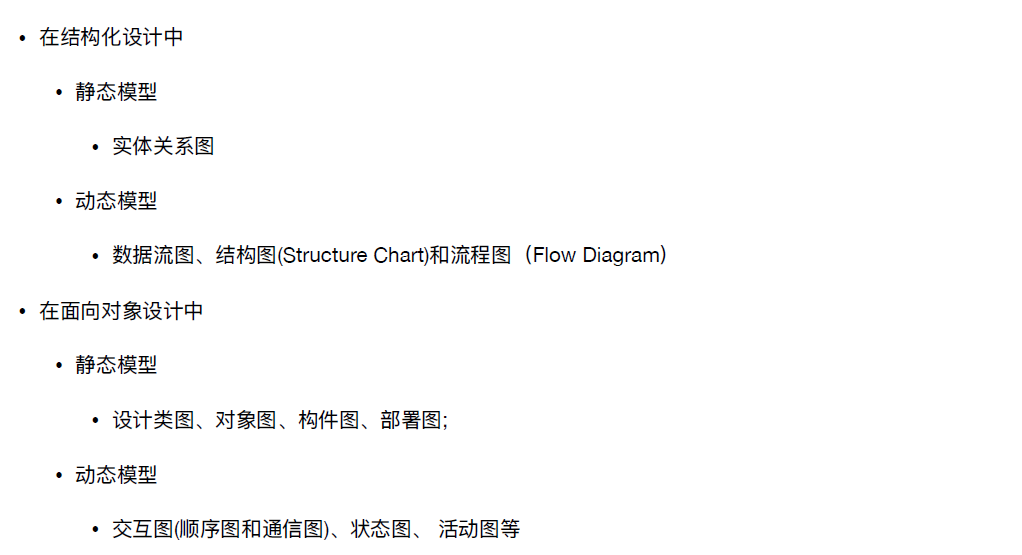 • 在结构化设计中
• 静态模型
• 实体关系图
• 动态模型
• 数据流图、结构图(Structure Chart)和流程图（Flow Diagram）
• 在面向对象设计中
• 静态模型
• 设计类图、对象图、构件图、部署图;
• 动态模型
• 交互图(顺序图和通信图)、状态图、 活动图等